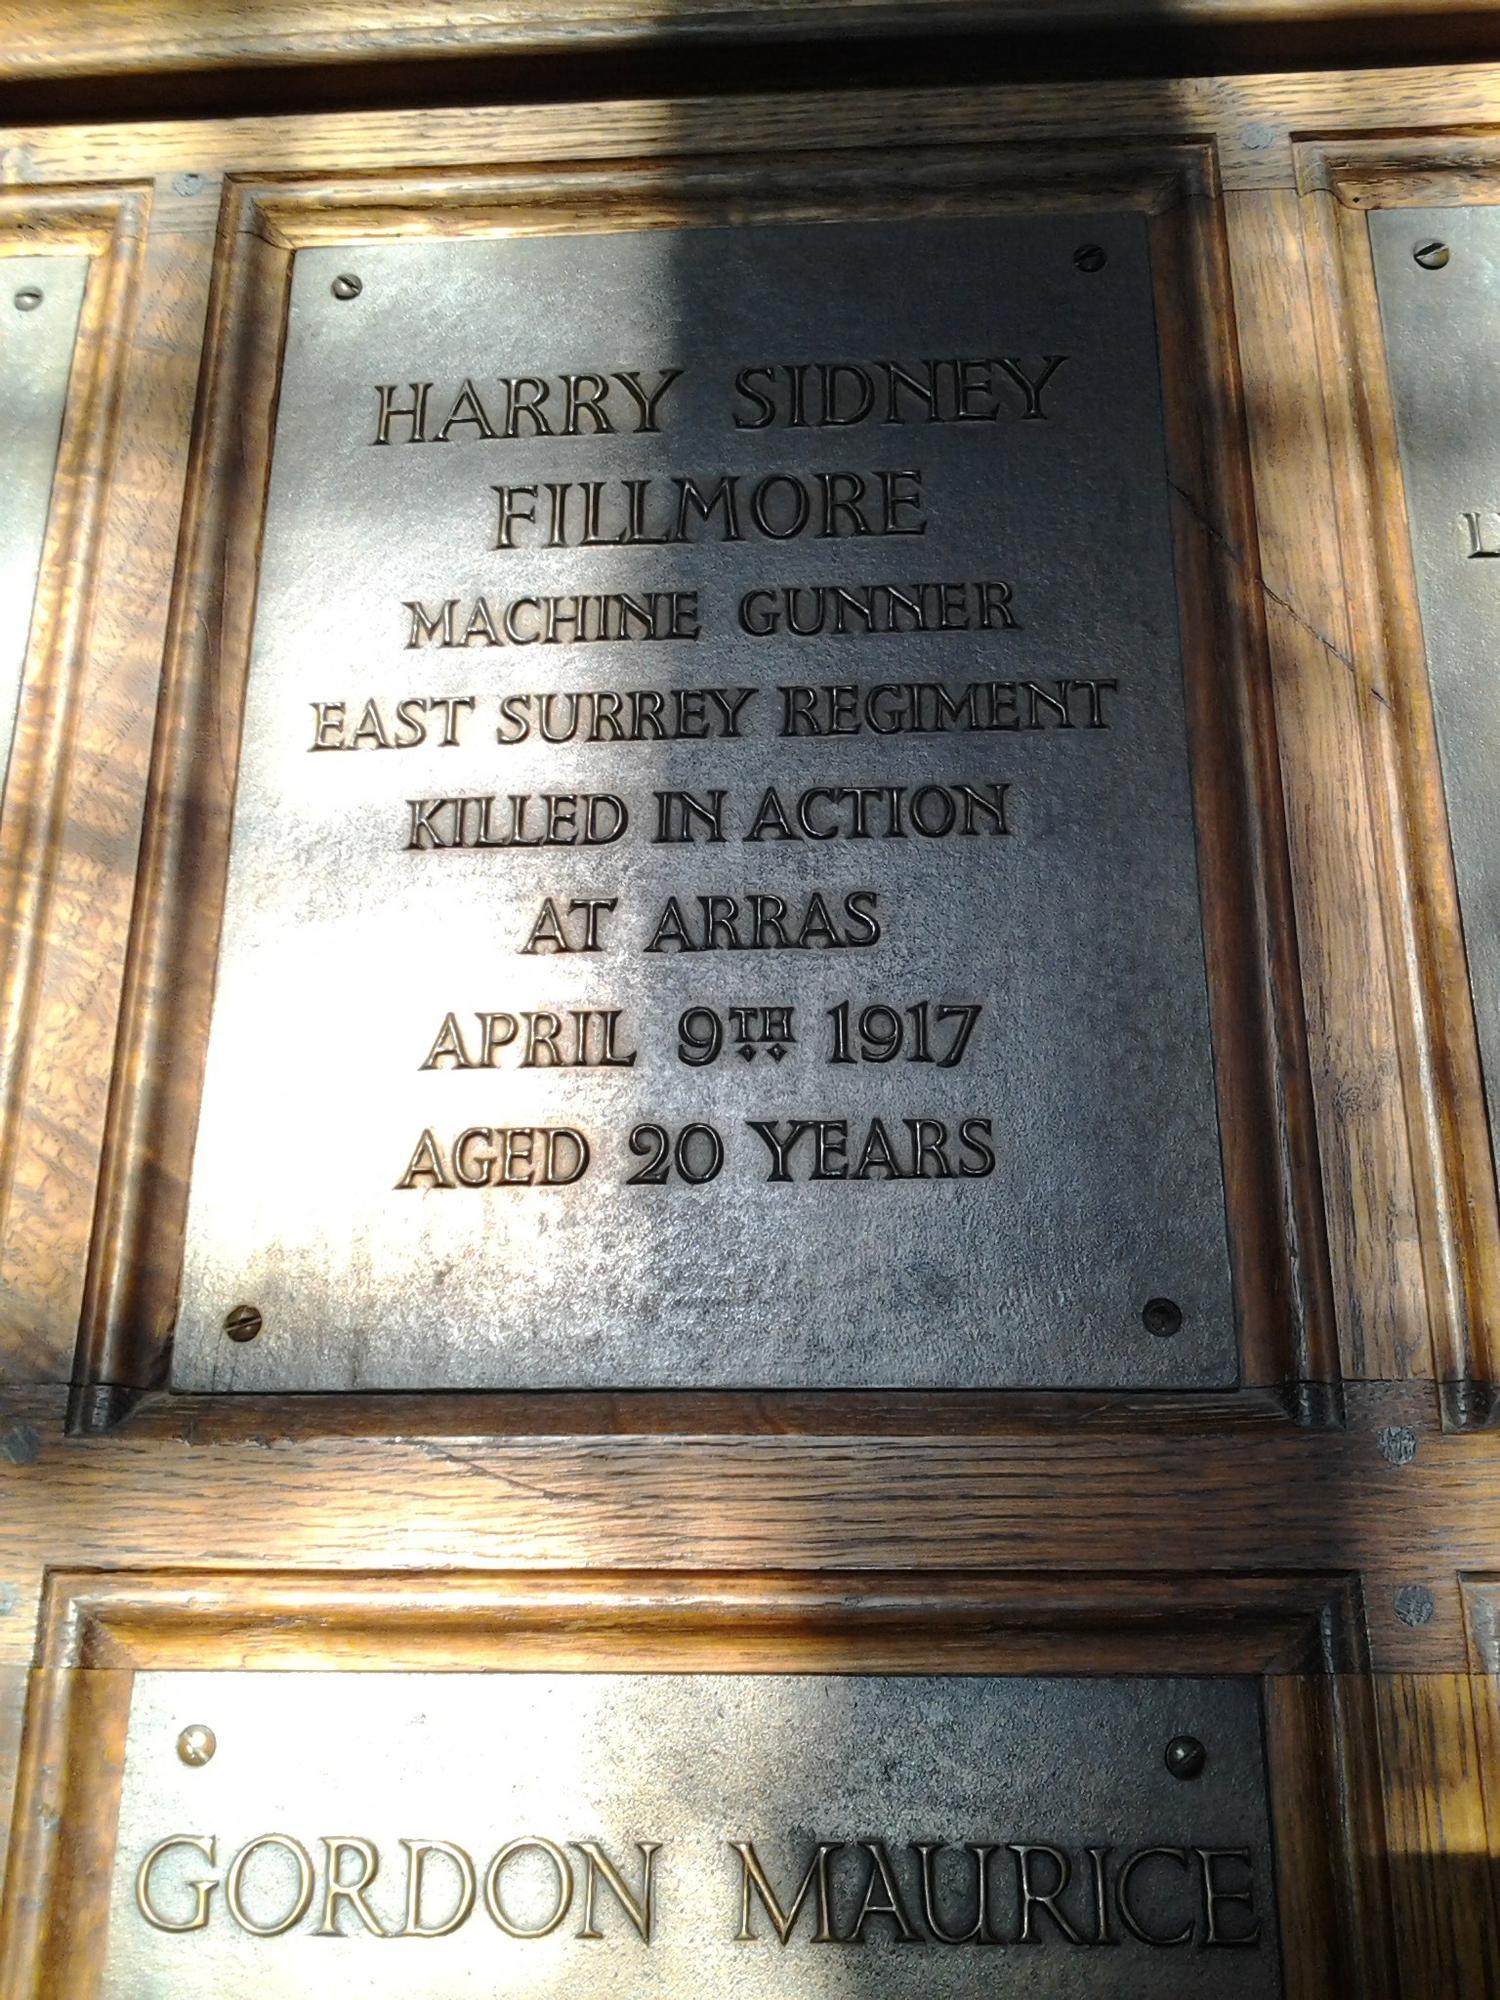 HARRY SIDNEY
FILLMORE
MACHINE GUNNER
EAST SURREY REGIMENT
KILLED IN ACTION
AT ARRAS
APRIL 9TH 1917
AGED 20 YEARS
GORDON MAURICE